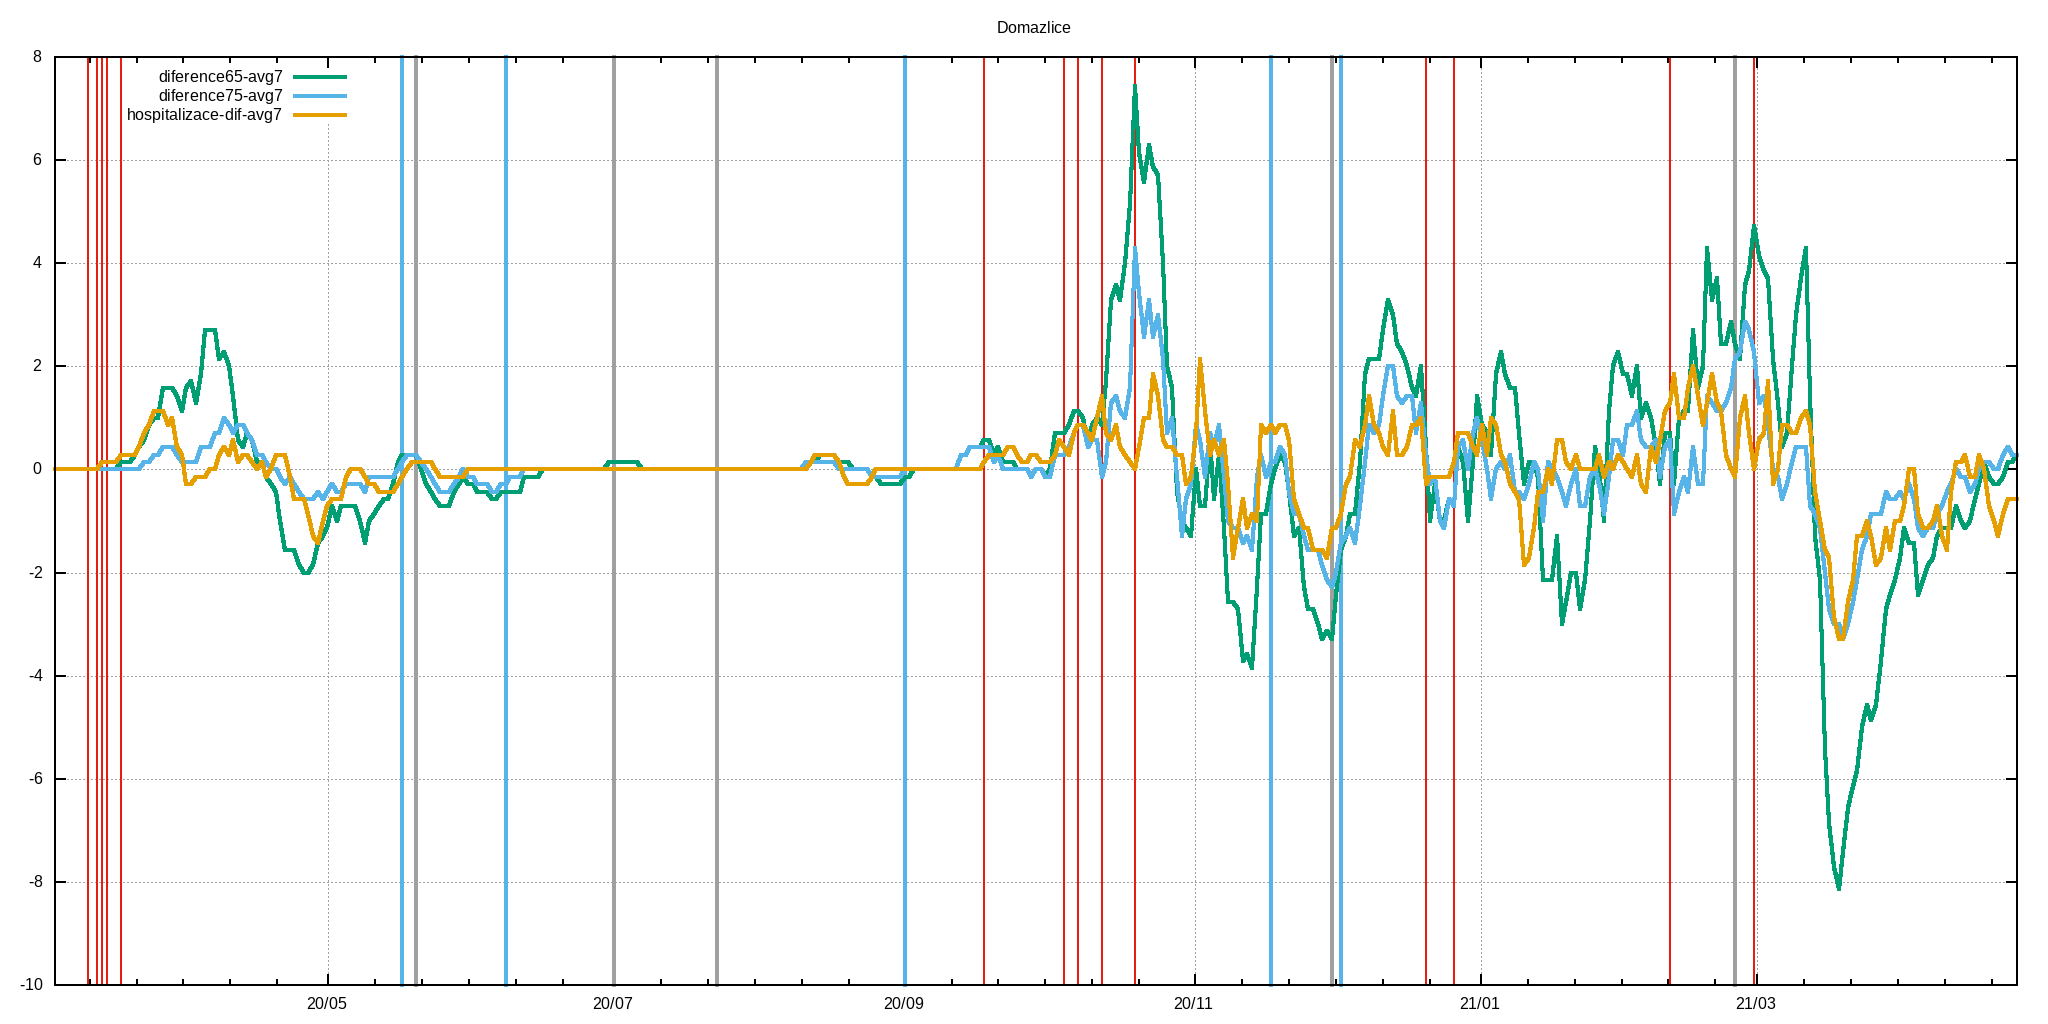 Domazlice
diference65-avg7
diference75-avg7
hospitalizace-dif-avg7
8
6
4
2
0
-2
-4
-6
-8
-10
20/05 20/07 20/09 20/11 21/01 21/03